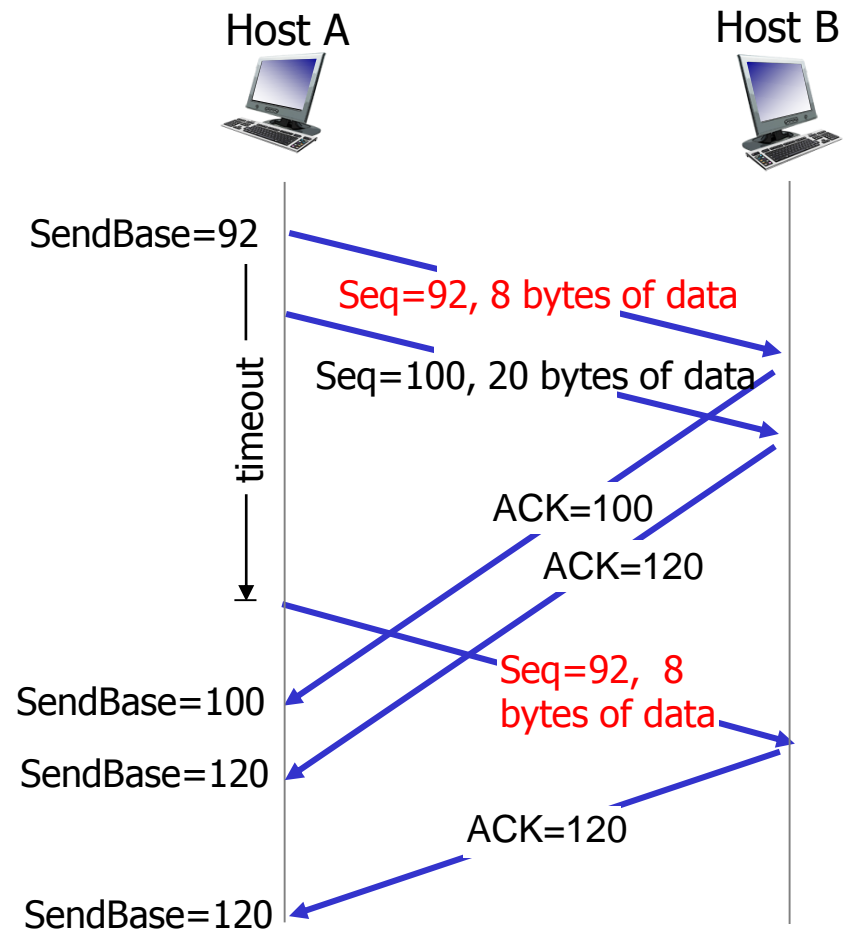 Host A
Host B
SendBase=92
Seq=92, 8 bytes of data
Seq=100, 20 bytes of data
timeout
ACK=100
ACK=120
Seq=92,  8
bytes of data
SendBase=100
SendBase=120
ACK=120
SendBase=120